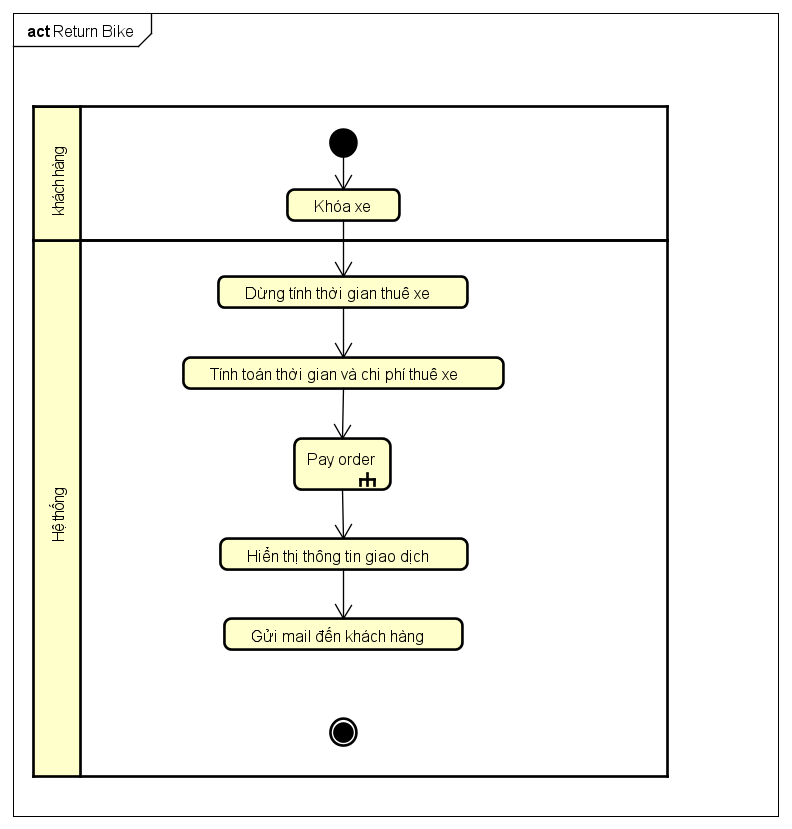 act Return Bike
khách hàng
Khóa xe
Hệ thống
Dừng tính thời gian thuê xe
Tính toán thời gian và chi phí thuê xe
Pay order
Hiển thị thông tin giao dịch
Gửi mail đến khách hàng